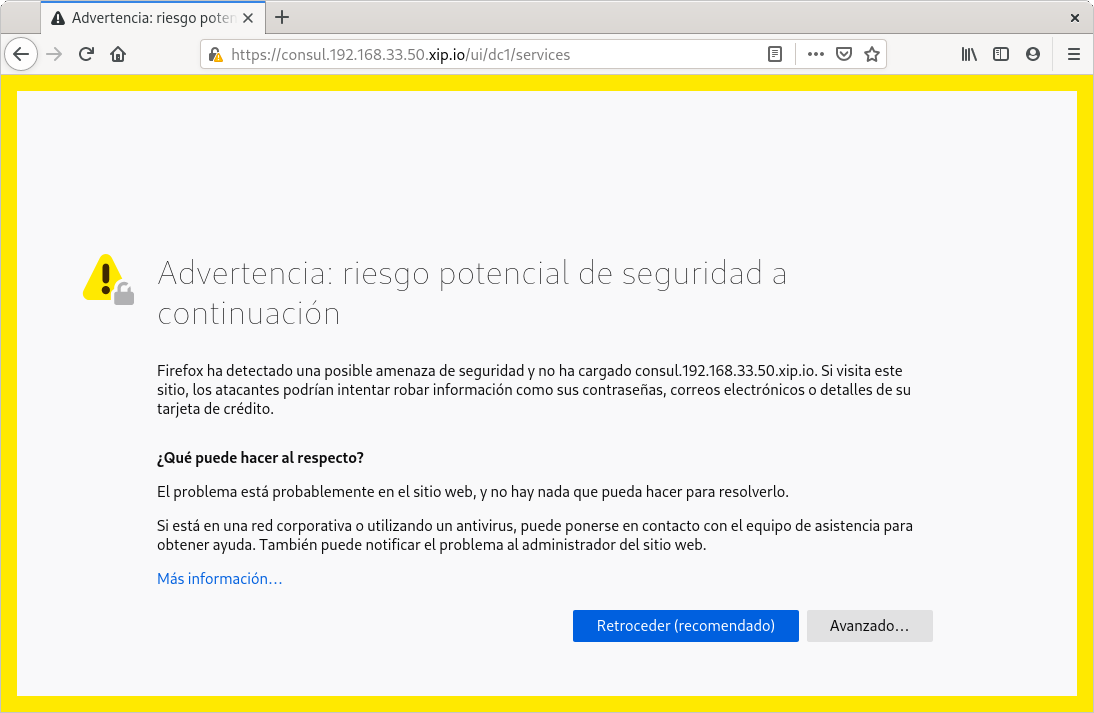 Advertencia: riesgo poten
https://consul.192.168.33.50.xip.io/ui/dc1/services
Advertencia: riesgo potencial de seguridad a
continuación
Firefox ha detectado una posible amenaza de seguridad y no ha cargado consul.192.168.33.50.xip.io. Si visita este
sitio, los atacantes podrían intentar robar información como sus contraseñas, correos electrónicos o detalles de su
tarjeta de crédito.
¿Qué puede hacer al respecto?
El problema está probablemente en el sitio web, y no hay nada que pueda hacer para resolverlo.
Si está en una red corporativa o utilizando un antivirus, puede ponerse en contacto con el equipo de asistencia para
obtener ayuda. También puede notificar el problema al administrador del sitio web.
Más información…
Retroceder (recomendado)
Avanzado…